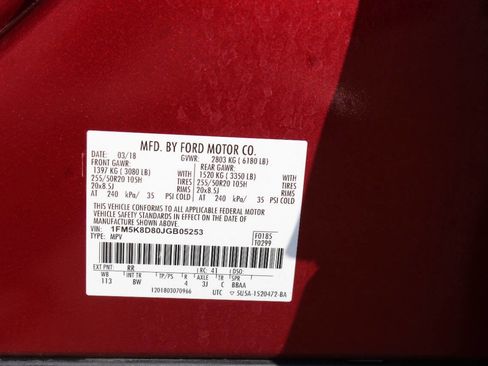 MFD. BY FORD MOTOR CO.
DATE: 03/18 GVWR: 2803 KG ( 6180 LB)
FRONT GAWR: REAR GAWR:
1397 KG ( 3080 LB) WITH 1520 KG ( 3350 LB) WITH
255/50R20 105H TIRES 255/50R20 105H TIRES
20x8.5J RIMS 20x8.5J RIMS
AT 240 kPa/ 35 PSI COLD AT 240 kPa/ 35 PSI COLD
THIS VEHICLE CONFORMS TO ALL APPLICABLE FEDERAL MOTOR
VEHICLE SAFETY AND BUMPER STANDARDS IN EFFECT ON THE DATE OF
MANUFACTURE SHOWN ABOVE.
VIN: 1FM5K8D80JGB05253 F0185
TYPE: MPV T0299
EXT PNT: RR RC: 41 DSO:
WB INT TR TP/PS R AXLE TR SPR
113 BW 4 3J C BBAA
1201803070966 UTC 5U5A-1520472-BA